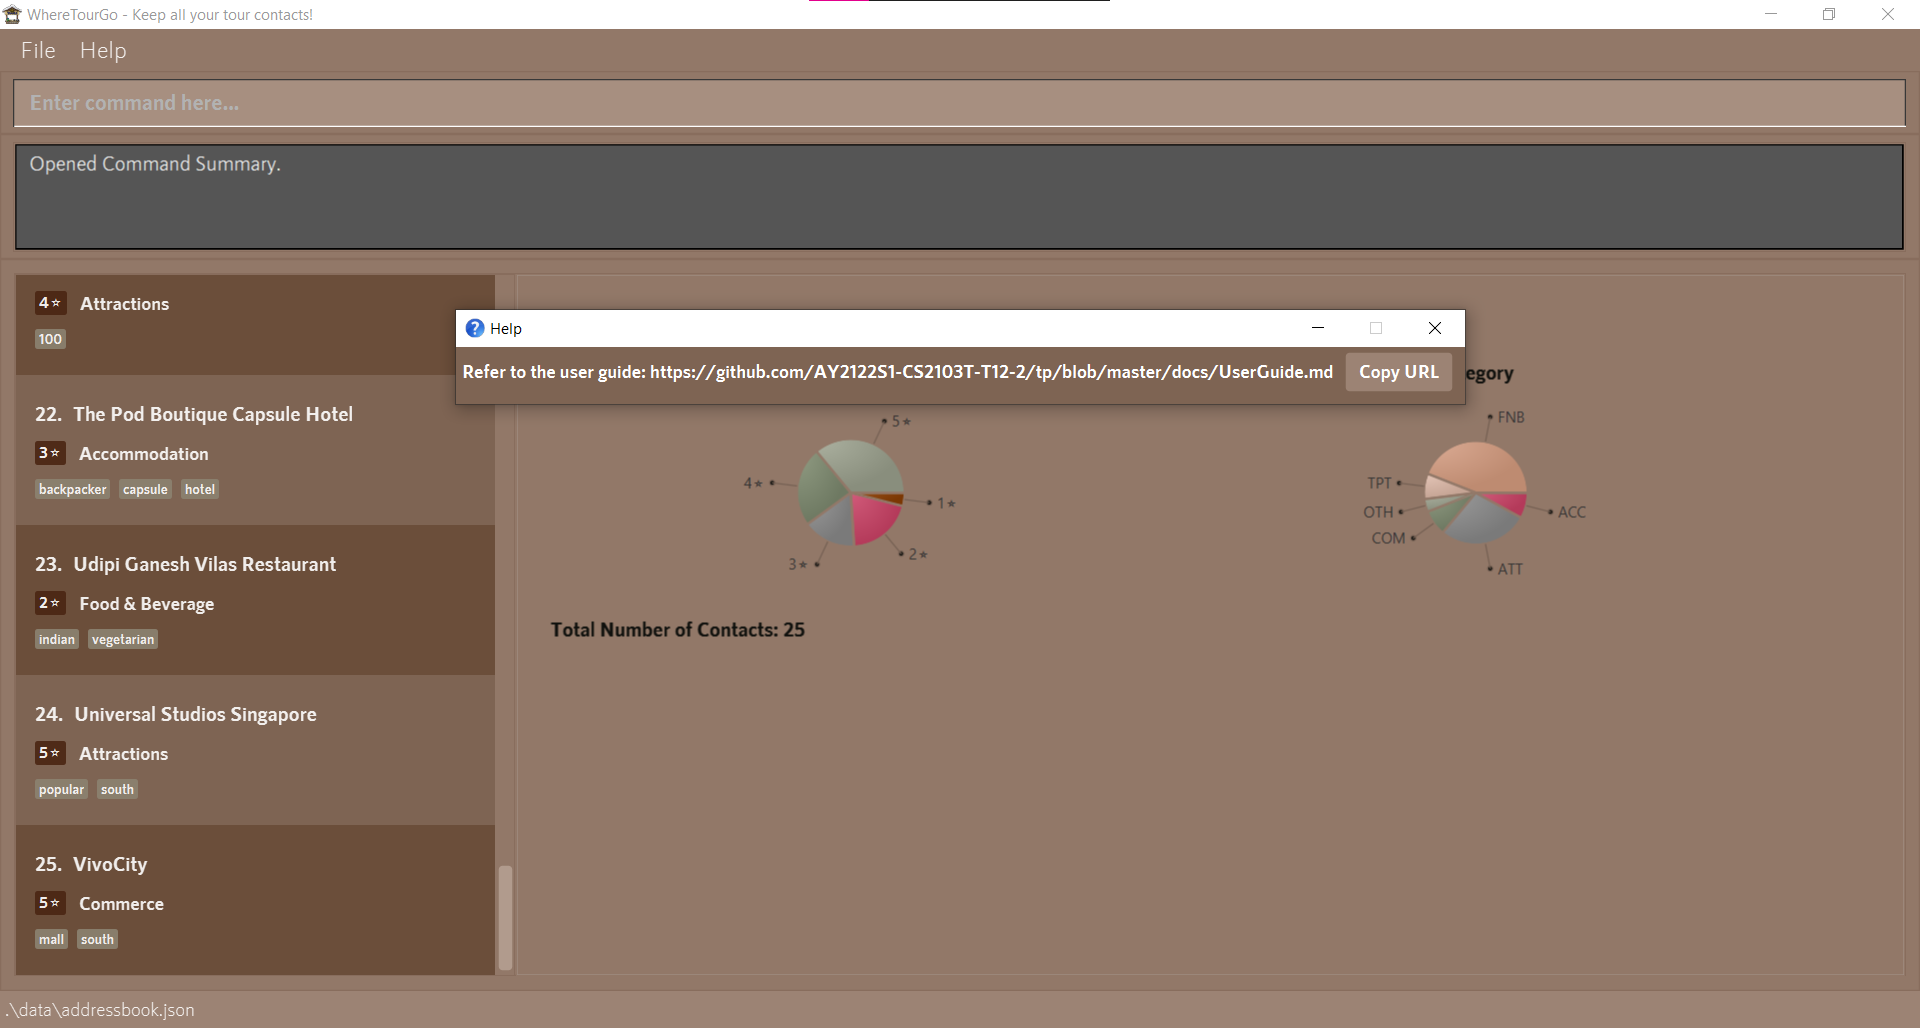 WhereTourGo - Keep all your tour contacts!
File Help
Enter command here...
Opened Command Summary.
4☆ Attractions
100
22. The Pod Boutique Capsule Hotel
3☆ Accommodation
backpacker capsule hotel
23. Udipi Ganesh Vilas Restaurant
2☆ Food & Beverage
indian vegetarian
24. Universal Studios Singapore
5☆ Attractions
popular south
25. VivoCity
5☆ Commerce
mall south
? Help
Refer to the user guide: https://github.com/AY2122S1-CS2103T-T12-2/tp/blob/master/docs/UserGuide.md Copy URL
egory
5★
4★
1★
3★
2★
FNB
TPT
OTH
ACC
COM
ATT
Total Number of Contacts: 25
.\data\addressbook.json